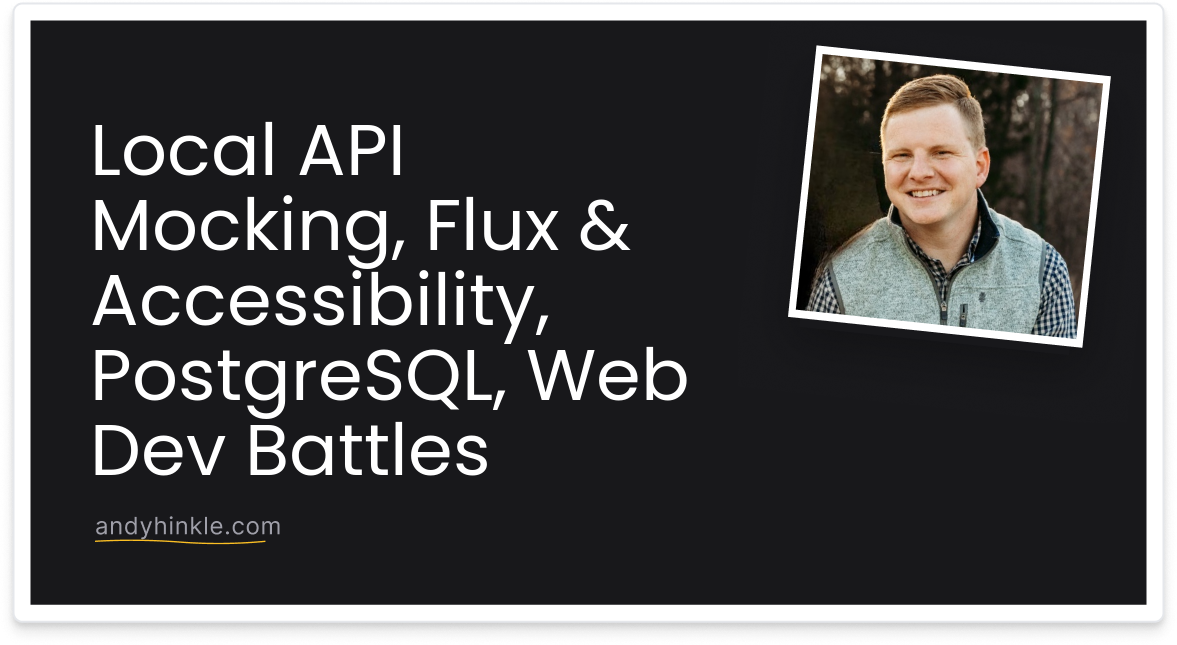 Local API
Mocking, Flux &
Accessibility,
PostgreSQL, Web
Dev Battles
andyhinkle.com